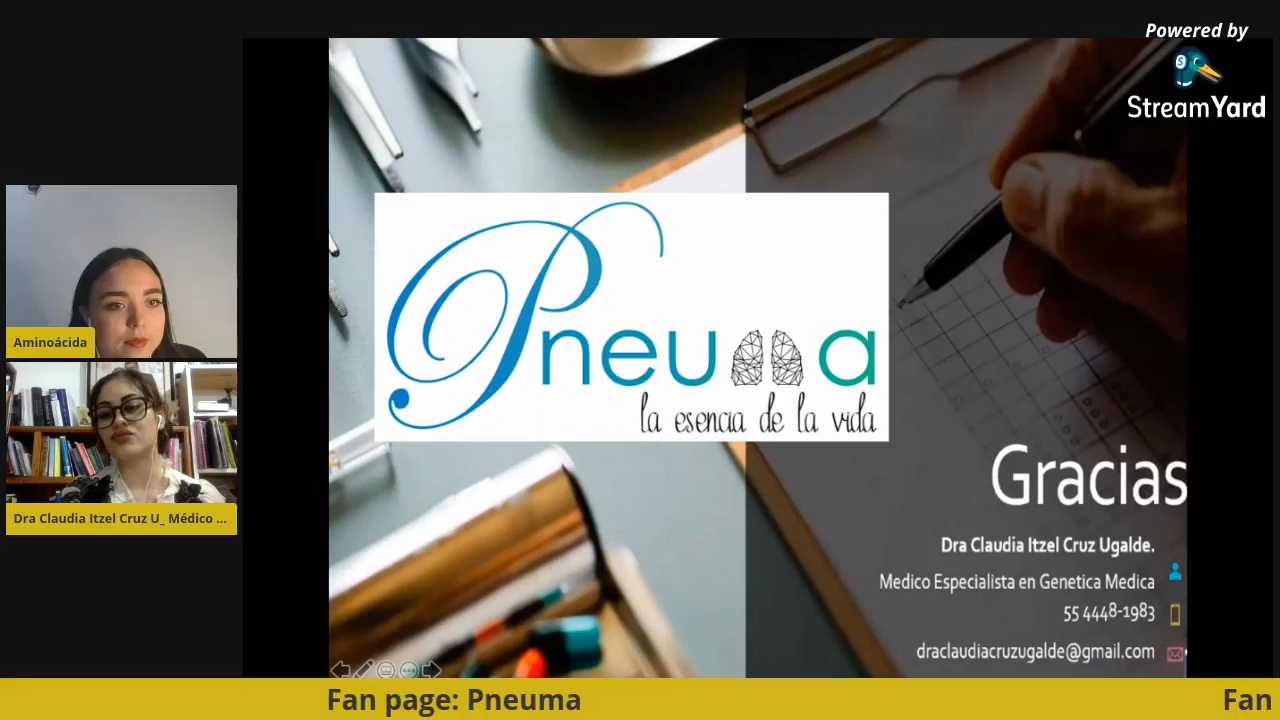 Powered by
StreamYard
Aminoácida
Dra Claudia Itzel Cruz U_ Médico ...
Pneuma
la esencia de la vida
Gracias
Dra Claudia Itzel Cruz Ugalde.
Medico Especialista en Genetica Medica
55 4448-1983
draclaudiacruzugalde@gmail.com
Fan page: Pneuma
Fan